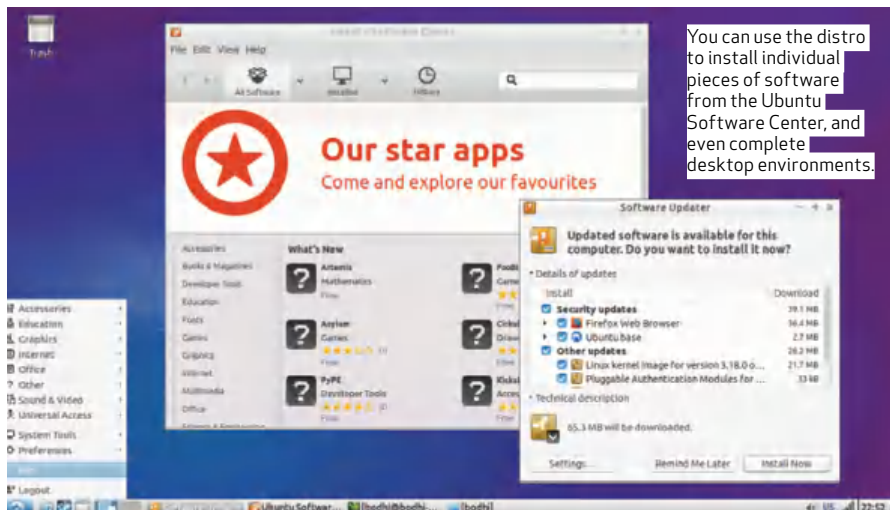 Trash
File Edit View Help
All Software
Installed
History
Our star apps
Come and explore our favourites
Accessories
Books & Magazines
Developer Tools
Education
Fonts
Games
Graphics
Internet
Multimedia
Office
What's New
Artemis
Mathematics
Free
Asylum
Games
Free
PyPE
Developer Tools
Free
You can use the distro
to install individual
pieces of software
from the Ubuntu
Software Center, and
even complete
desktop environments.
Software Updater
Updated software is available for this
computer. Do you want to install it now?
Details of updates
Install Download
Security updates 39.1 MB
Firefox Web Browser 36.4 MB
Ubuntu base 2.7 MB
Other updates 26.2 MB
Linux kernel image for version 3.18.0 o... 21.7 MB
Pluggable Authentication Modules for ... 33 kB
Technical description
65.3 MB will be downloaded.
Settings... Remind Me Later Install Now
Accessories
Education
Graphics
Internet
Office
Other
Sound & Video
Universal Access
System Tools
Preferences
Logout
Ubuntu Softwar... [bodhi@bodhi-... [bodhi] US 22:52